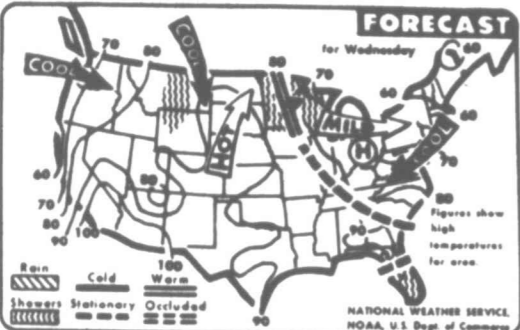 FORECAST
for Wednesday
70
80
COOL
COOL
80
70
60
60
60
MILD
COOL
HOT
H
70
60
70
80
90
100
80
80
90
Figures show
high
temperatures
for area.
100
90
Rain
Cold
Warm
Showers
Stationary
Occluded
NATIONAL WEATHER SERVICE,
NOAA, U.S. Dept. of Commerce